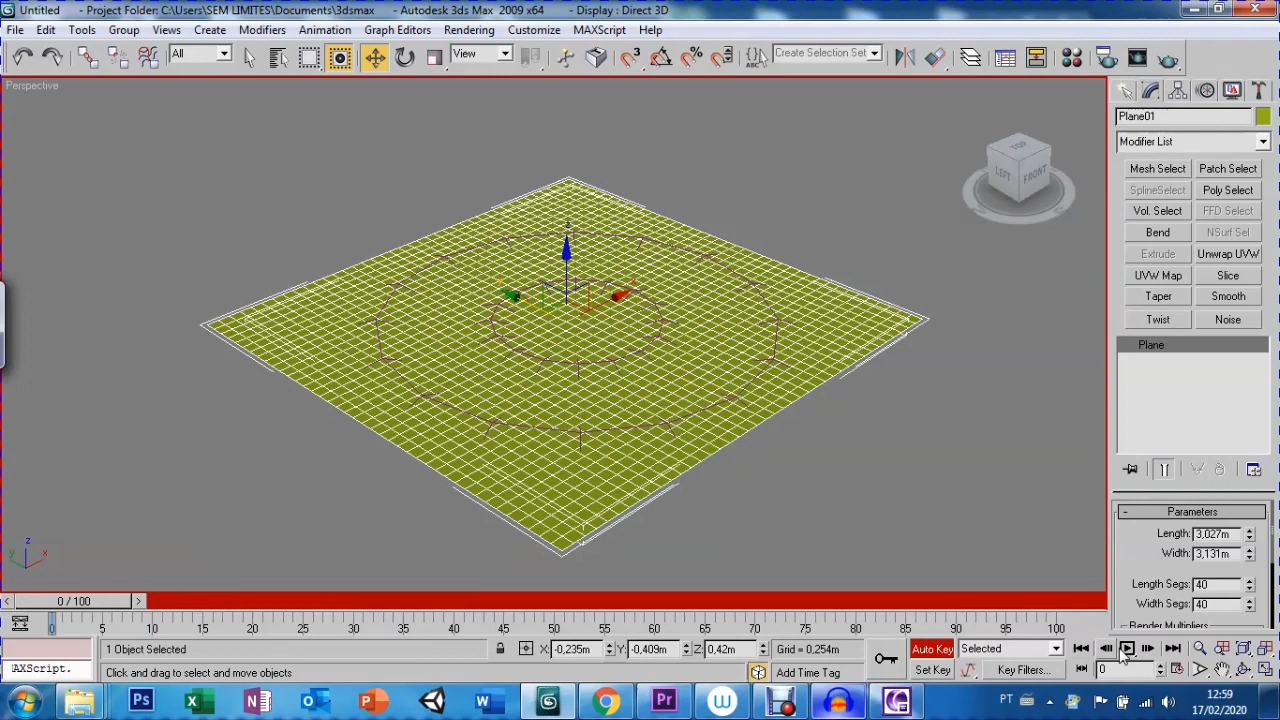 Untitled - Project Folder: C:\Users\SEM LIMITES\Documents\3dsmax - Autodesk 3ds Max 2009 x64 - Display : Direct 3D
File Edit Tools Group Views Create Modifiers Animation Graph Editors Rendering Customize MAXScript Help
All View 3 % ABC Create Selection Set
Perspective
TOP
LEFT FRONT
Plane01
Modifier List
Mesh Select Patch Select
SplineSelect Poly Select
Vol. Select FFD Select
Bend NSurf Sel
Extrude Unwrap UVW
UVW Map Slice
Taper Smooth
Twist Noise
Plane
- Parameters
Length: 3,027m
Width: 3,131m
Length Segs: 40
Width Segs: 40
Render Multipliers
z
y x
< 0 / 100 >
0 5 10 15 20 25 30 35 40 45 50 55 60 65 70 75 80 85 90 95 100
1 Object Selected X: -0,235m Y: -0,409m Z: 0,42m Grid = 0,254m Auto Key Selected
AXScript. Click and drag to select and move objects Add Time Tag Set Key Key Filters... 0
Ps X N O P W Pr W PT 12:59
17/02/2020